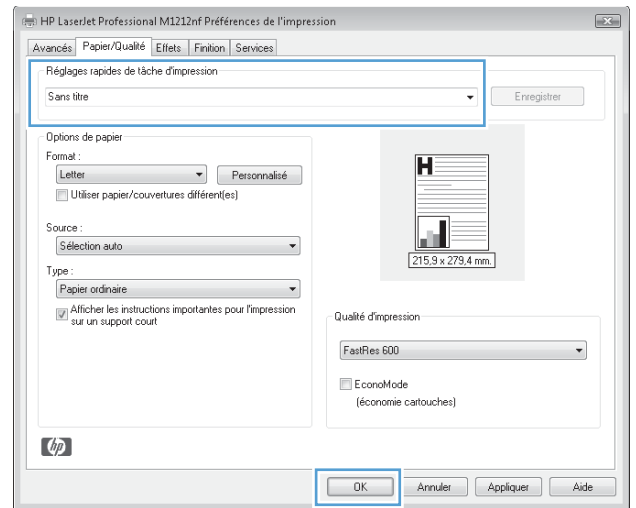 HP LaserJet Professional M1212nf Préférences de l'impression
Avancés Papier/Qualité Effets Finition Services
Réglages rapides de tâche d'impression
Sans titre
Enregistrer
Options de papier
Format :
Letter
Personnalisé
Utiliser papier/couvertures différent(es)
Source :
Sélection auto
Type :
Papier ordinaire
Afficher les instructions importantes pour l'impression
sur un support court
H
215,9 x 279,4 mm.
Qualité d'impression
FastRes 600
EconoMode
(économie cartouches)
hp
OK Annuler Appliquer Aide